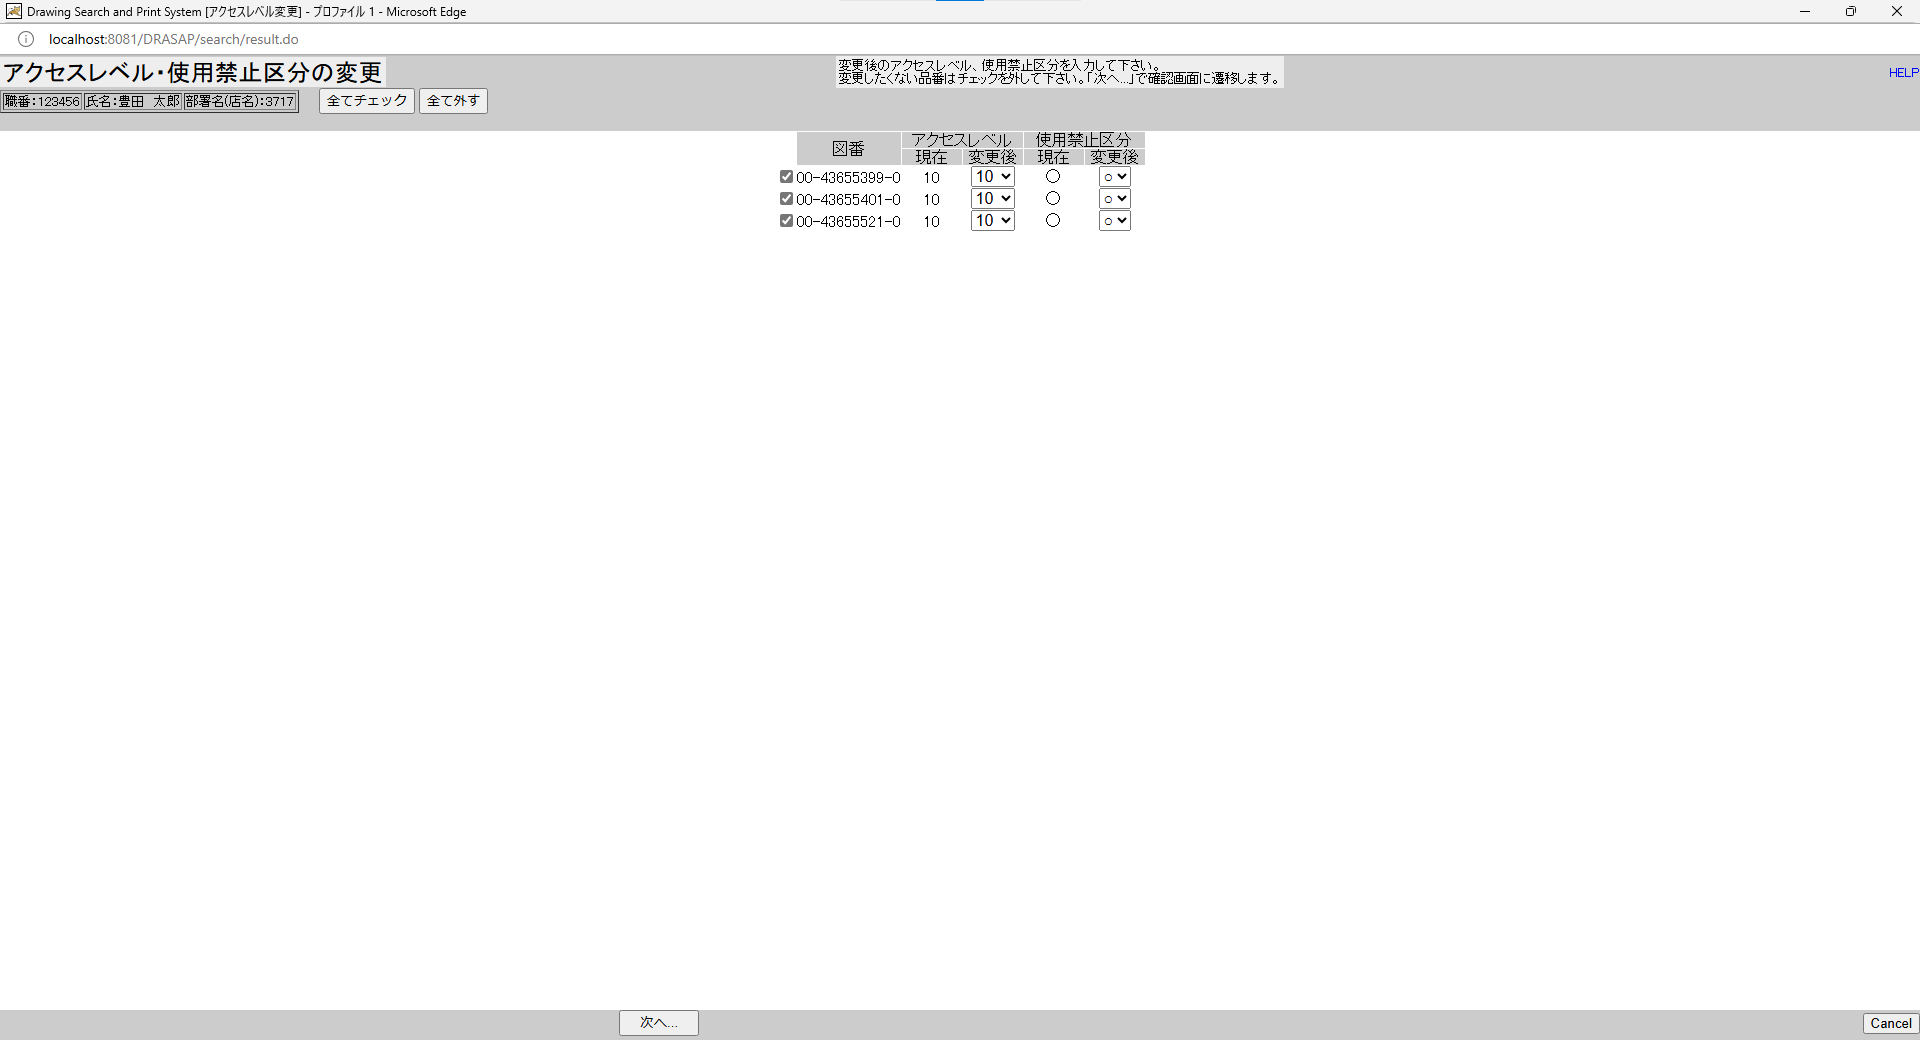 Drawing Search and Print System [アクセスレベル変更] - プロファイル 1 - Microsoft Edge
localhost:8081/DRASAP/search/result.do
アクセスレベル・使用禁止区分の変更
変更後のアクセスレベル、使用禁止区分を入力して下さい。
変更したくない品番はチェックを外して下さい。「次へ...」で確認画面に遷移します。
HELP
職番:123456 氏名:豊田　太郎 部署名(店名):3717 全てチェック 全て外す
図番 アクセスレベル 使用禁止区分
現在 変更後 現在 変更後
00-43655399-0 10 10 ○ ○
00-43655401-0 10 10 ○ ○
00-43655521-0 10 10 ○ ○
次へ... Cancel